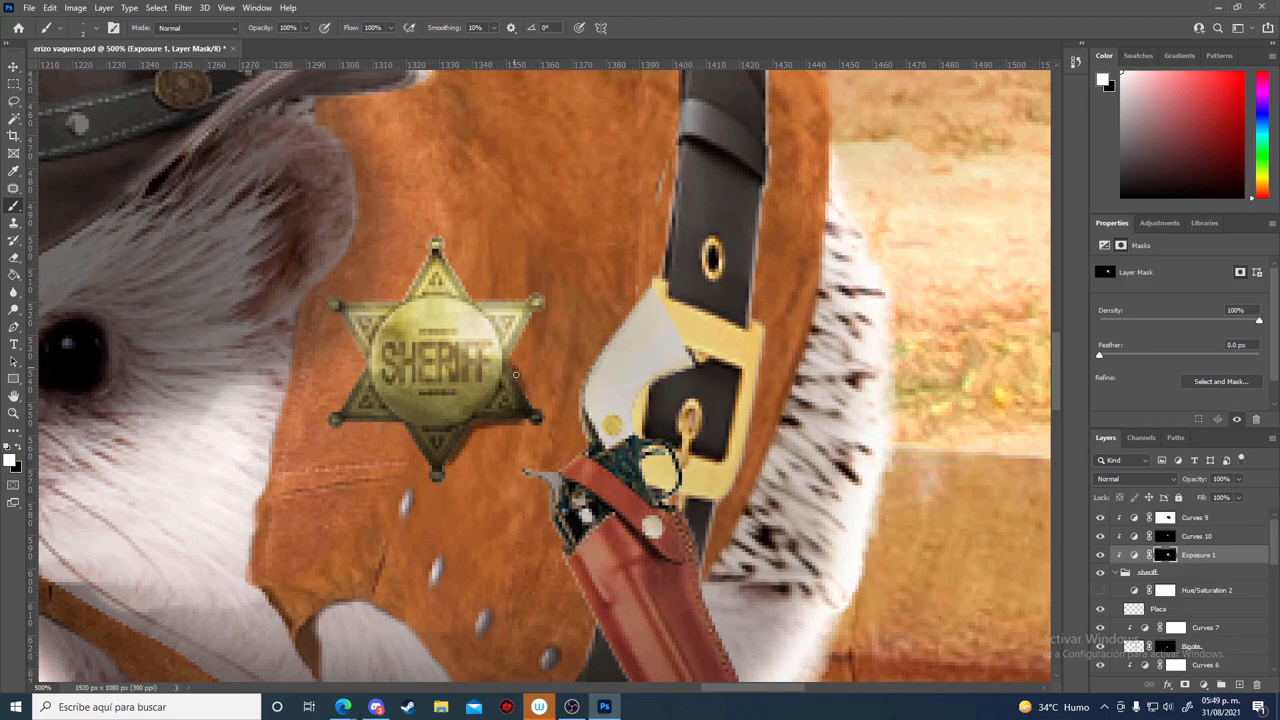 File Edit Image Layer Type Select Filter 3D View Window Help
Mode: Normal Opacity: 100% Flow: 100% Smoothing: 10% 0°
erizo vaquero.psd @ 500% (Exposure 1, Layer Mask/8) *
1210 1220 1230 1240 1250 1260 1270 1280 1290 1300 1310 1320 1330 1340 1350 1360 1370 1380 1390 1400 1410 1420 1430 1440 1450 1460 1470 1480 1490 1500 1510
Color Swatches Gradients Patterns
Properties Adjustments Libraries
Masks
Layer Mask
Density: 100%
Feather: 0.0 px
Refine: Select and Mask...
Layers Channels Paths
Kind
Normal Opacity: 100%
Lock: Fill: 100%
Curves 9
Curves 10
Exposure 1
sheriff
Hue/Saturation 2
Placa
Curves 7
Bigote
Curves 6
SHERIFF
Activar Windows
Ve a Configuración para activar Windows.
500% 1920 px x 1080 px (300 ppi)
Escribe aquí para buscar
34°C Humo
05:49 p. m.
31/08/2021